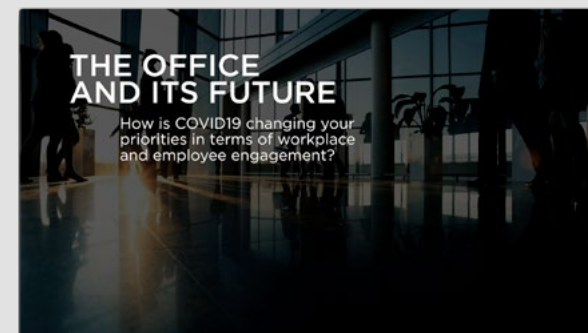 THE OFFICE
AND ITS FUTURE
How is COVID19 changing your
priorities in terms of workplace
and employee engagement?